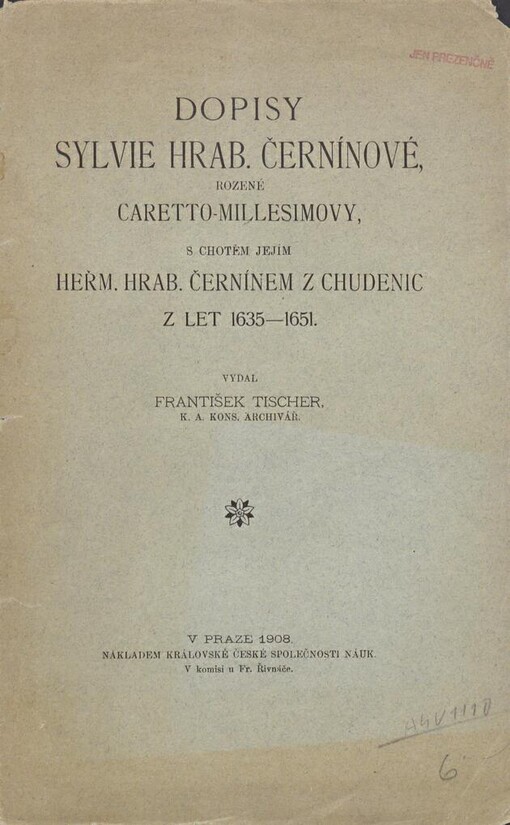 JEN PREZENČNĚ
DOPISY
SYLVIE HRAB. ČERNÍNOVÉ,
ROZENÉ
CARETTO-MILLESIMOVY,
S CHOTĚM JEJÍM
HEŘM. HRAB. ČERNÍNEM Z CHUDENIC
Z LET 1635—1651.
VYDAL
FRANTIŠEK TISCHER,
K. A. KONS. ARCHIVÁŘ.
V PRAZE 1908.
NÁKLADEM KRÁLOVSKÉ ČESKÉ SPOLEČNOSTI NÁUK.
V komisi u Fr. Řivnáče.
A4V1110
6